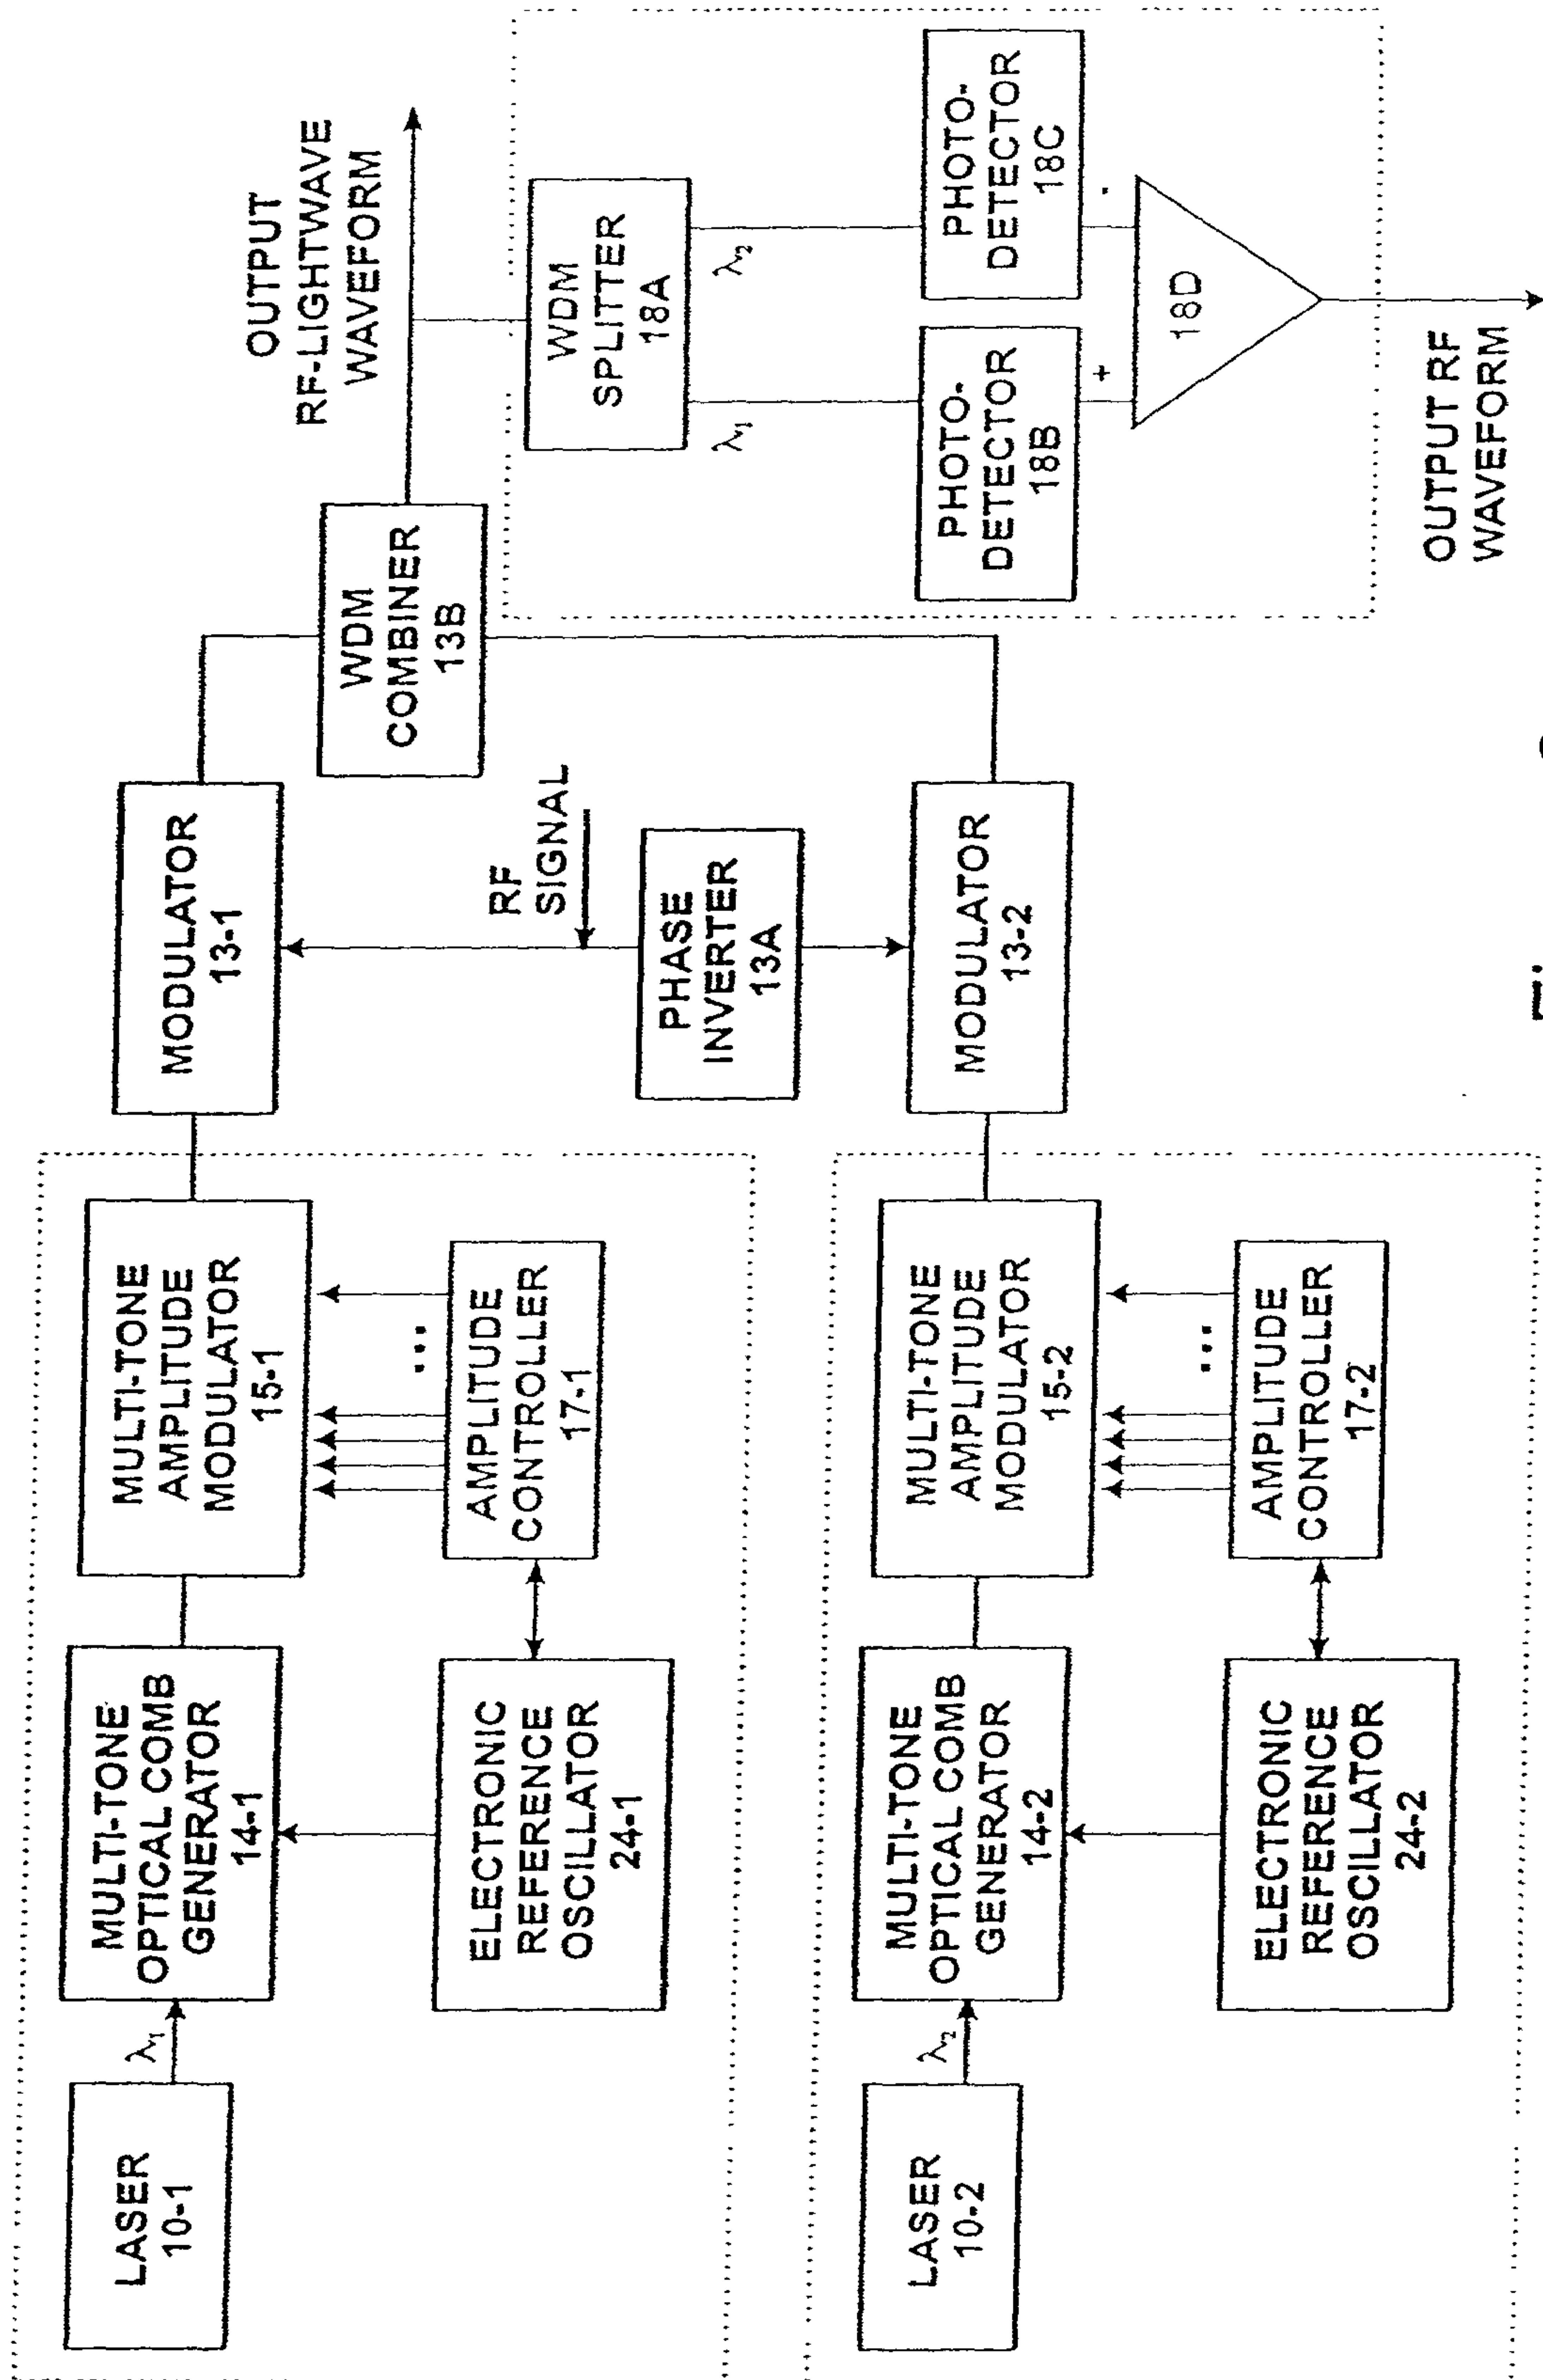 LASER
10-1
λ₁
MULTI-TONE
OPTICAL COMB
GENERATOR
14-1
ELECTRONIC
REFERENCE
OSCILLATOR
24-1
MULTI-TONE
AMPLITUDE
MODULATOR
15-1
...
AMPLITUDE
CONTROLLER
17-1
MODULATOR
13-1
RF
SIGNAL
PHASE
INVERTER
13A
LASER
10-2
λ₂
MULTI-TONE
OPTICAL COMB
GENERATOR
14-2
ELECTRONIC
REFERENCE
OSCILLATOR
24-2
MULTI-TONE
AMPLITUDE
MODULATOR
15-2
...
AMPLITUDE
CONTROLLER
17-2
MODULATOR
13-2
WDM
COMBINER
13B
OUTPUT
RF-LIGHTWAVE
WAVEFORM
WDM
SPLITTER
18A
λ₁
λ₂
PHOTO-
DETECTOR
18B
PHOTO-
DETECTOR
18C
+
-
18D
OUTPUT RF
WAVEFORM